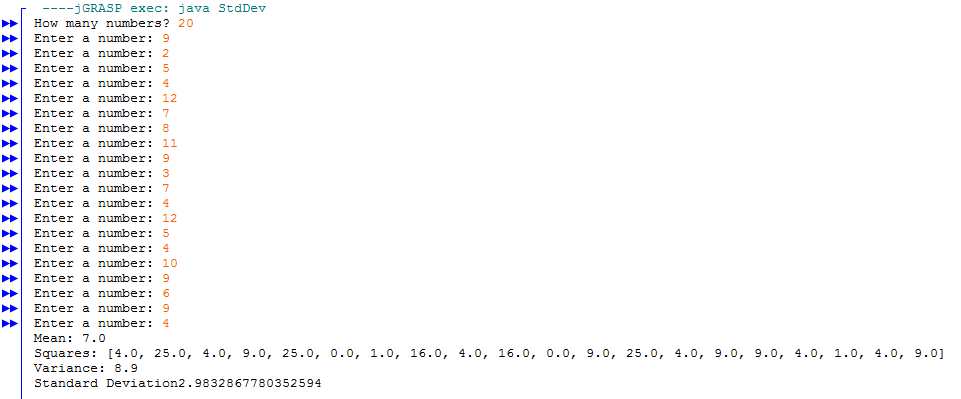 ----jGRASP exec: java StdDev
How many numbers? 20
Enter a number: 9
Enter a number: 2
Enter a number: 5
Enter a number: 4
Enter a number: 12
Enter a number: 7
Enter a number: 8
Enter a number: 11
Enter a number: 9
Enter a number: 3
Enter a number: 7
Enter a number: 4
Enter a number: 12
Enter a number: 5
Enter a number: 4
Enter a number: 10
Enter a number: 9
Enter a number: 6
Enter a number: 9
Enter a number: 4
Mean: 7.0
Squares: [4.0, 25.0, 4.0, 9.0, 25.0, 0.0, 1.0, 16.0, 4.0, 16.0, 0.0, 9.0, 25.0, 4.0, 9.0, 9.0, 4.0, 1.0, 4.0, 9.0]
Variance: 8.9
Standard Deviation2.9832867780352594